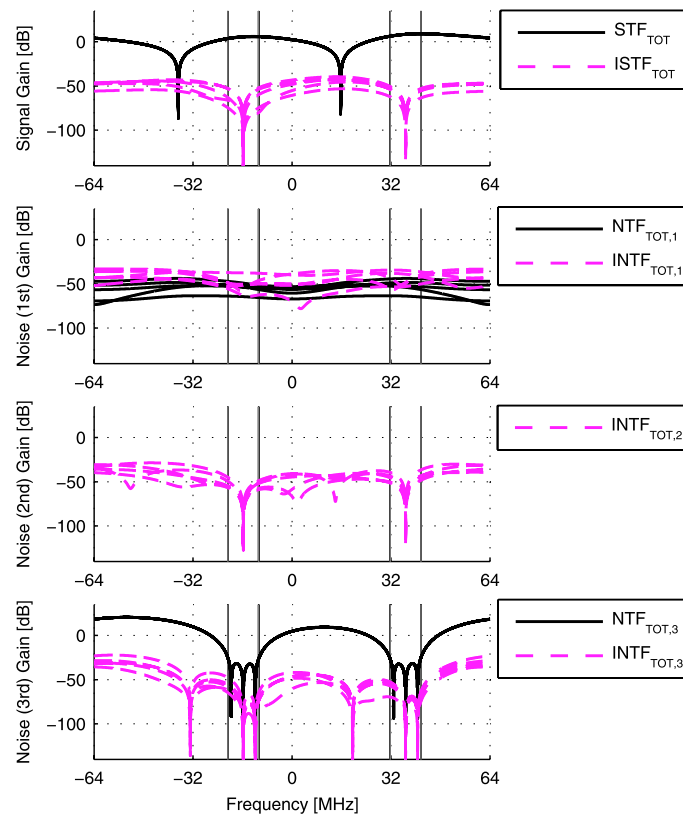 Signal Gain [dB]
0
−50
−100
−64
−32
0
32
64
STF_TOT
ISTF_TOT
Noise (1st) Gain [dB]
0
−50
−100
−64
−32
0
32
64
NTF_TOT,1
INTF_TOT,1
Noise (2nd) Gain [dB]
0
−50
−100
−64
−32
0
32
64
INTF_TOT,2
Noise (3rd) Gain [dB]
0
−50
−100
−64
−32
0
32
64
NTF_TOT,3
INTF_TOT,3
Frequency [MHz]